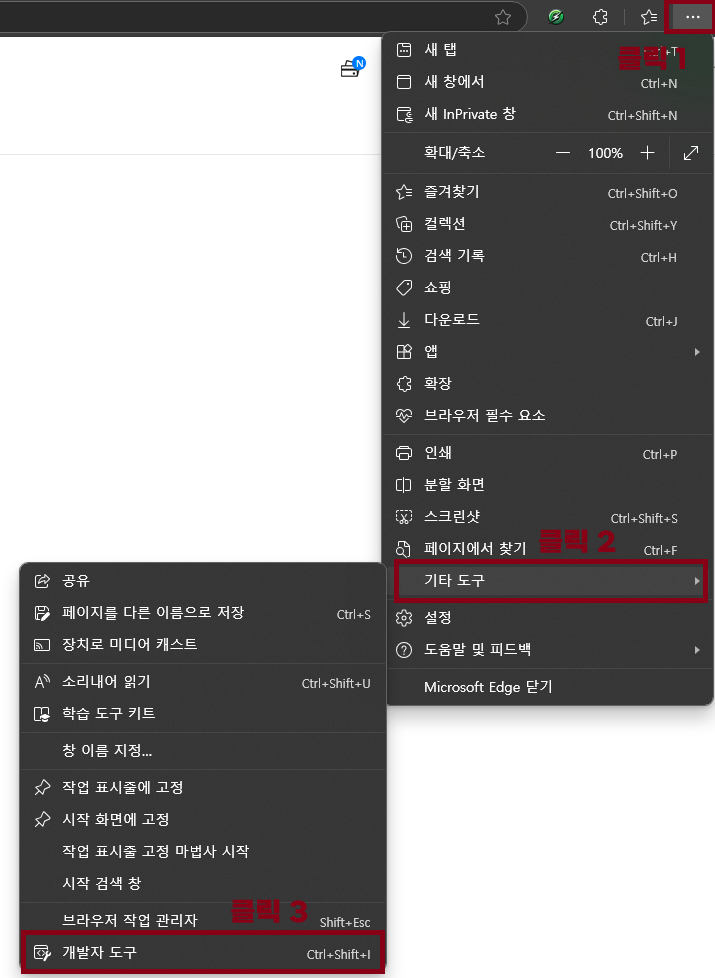 N
클릭 1
새 탭 Ctrl+T
새 창에서 Ctrl+N
새 InPrivate 창 Ctrl+Shift+N
확대/축소 100%
즐겨찾기 Ctrl+Shift+O
컬렉션 Ctrl+Shift+Y
검색 기록 Ctrl+H
쇼핑
다운로드 Ctrl+J
앱
확장
브라우저 필수 요소
인쇄 Ctrl+P
분할 화면
스크린샷 Ctrl+Shift+S
페이지에서 찾기 Ctrl+F
클릭 2
기타 도구
설정
도움말 및 피드백
Microsoft Edge 닫기
공유
페이지를 다른 이름으로 저장 Ctrl+S
장치로 미디어 캐스트
소리내어 읽기 Ctrl+Shift+U
학습 도구 키트
창 이름 지정...
작업 표시줄에 고정
시작 화면에 고정
작업 표시줄 고정 마법사 시작
시작 검색 창
브라우저 작업 관리자 Shift+Esc
클릭 3
개발자 도구 Ctrl+Shift+I